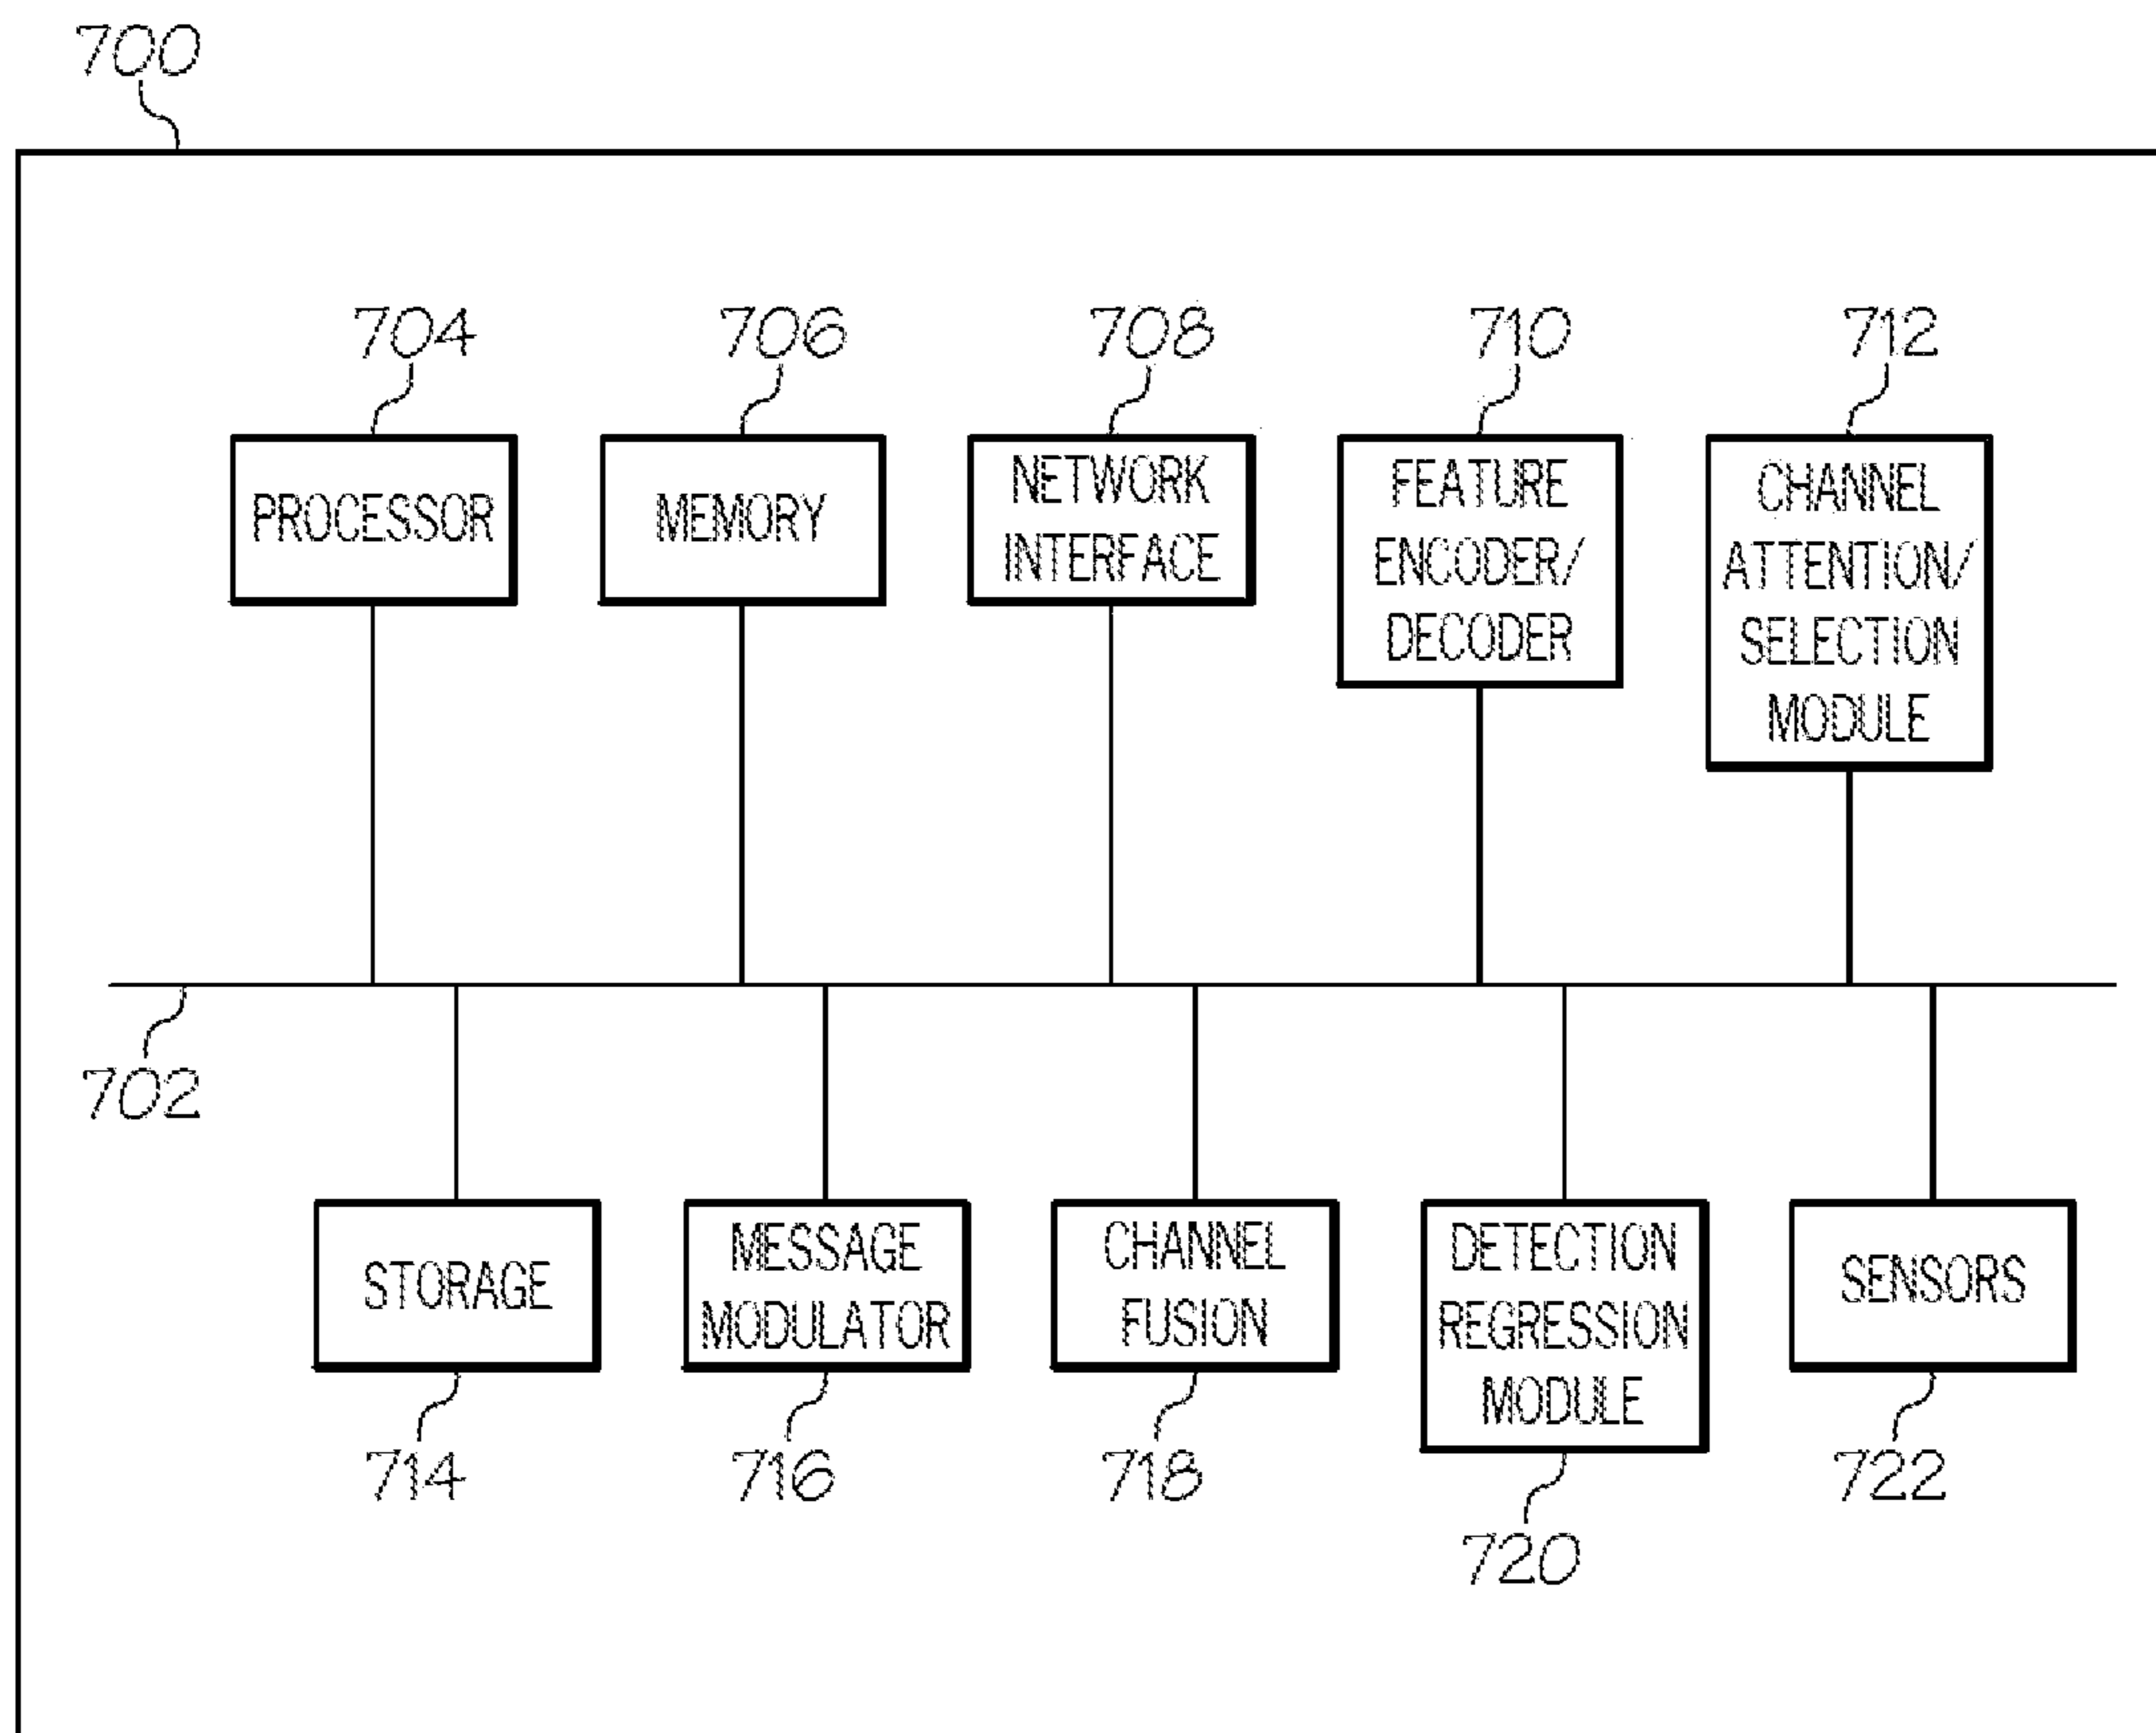 700
704
706
708
710
712
PROCESSOR
MEMORY
NETWORK
INTERFACE
FEATURE
ENCODER/
DECODER
CHANNEL
ATTENTION/
SELECTION
MODULE
702
STORAGE
MESSAGE
MODULATOR
CHANNEL
FUSION
DETECTION
REGRESSION
MODULE
SENSORS
714
716
718
720
722